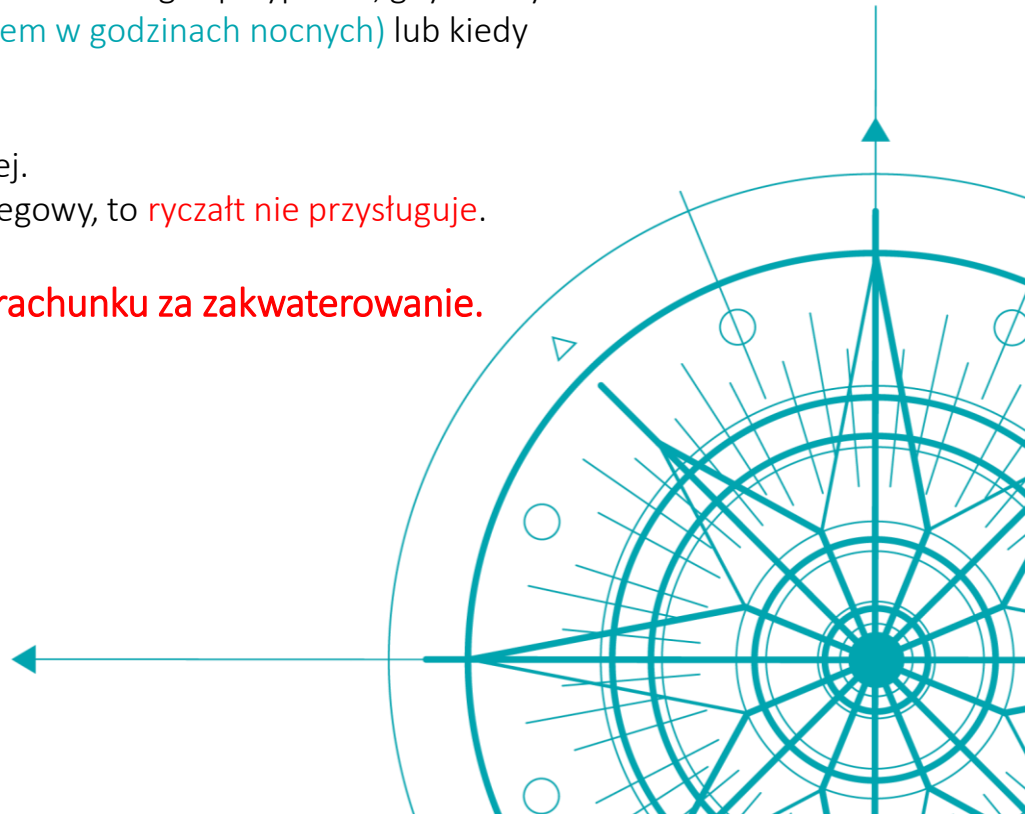 em w godzinach nocnych) lub kiedy
ej.
egowy, to ryczałt nie przysługuje.
rachunku za zakwaterowanie.